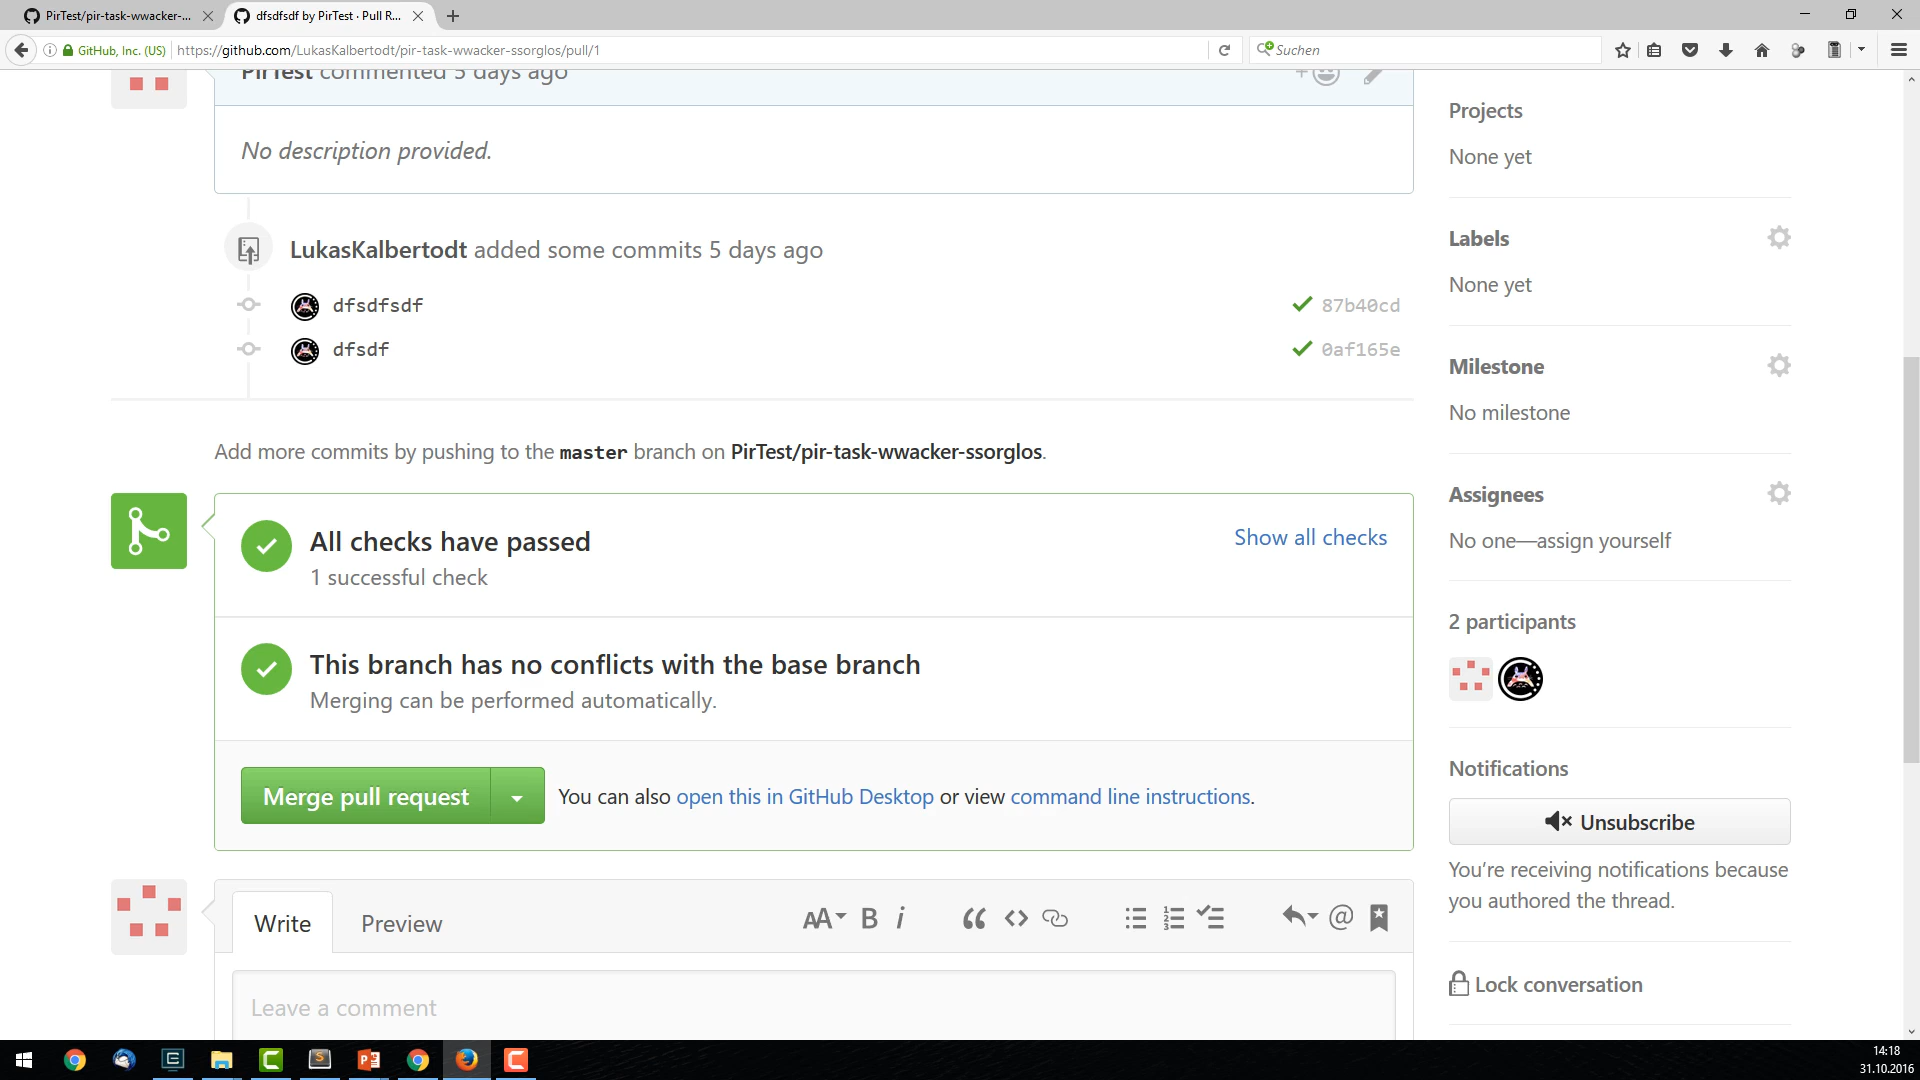 PirTest/pir-task-wwacker-...
dfsdfsdf by PirTest · Pull R...
GitHub, Inc. (US)
https://github.com/LukasKalbertodt/pir-task-wwacker-ssorglos/pull/1
Suchen
PirTest commented 5 days ago
No description provided.
LukasKalbertodt added some commits 5 days ago
dfsdfsdf
87b40cd
dfsdf
0af165e
Add more commits by pushing to the master branch on PirTest/pir-task-wwacker-ssorglos.
All checks have passed
Show all checks
1 successful check
This branch has no conflicts with the base branch
Merging can be performed automatically.
Merge pull request
You can also open this in GitHub Desktop or view command line instructions.
Write
Preview
AA B i
Leave a comment
Projects
None yet
Labels
None yet
Milestone
No milestone
Assignees
No one—assign yourself
2 participants
Notifications
Unsubscribe
You’re receiving notifications because
you authored the thread.
Lock conversation
14:18
31.10.2016